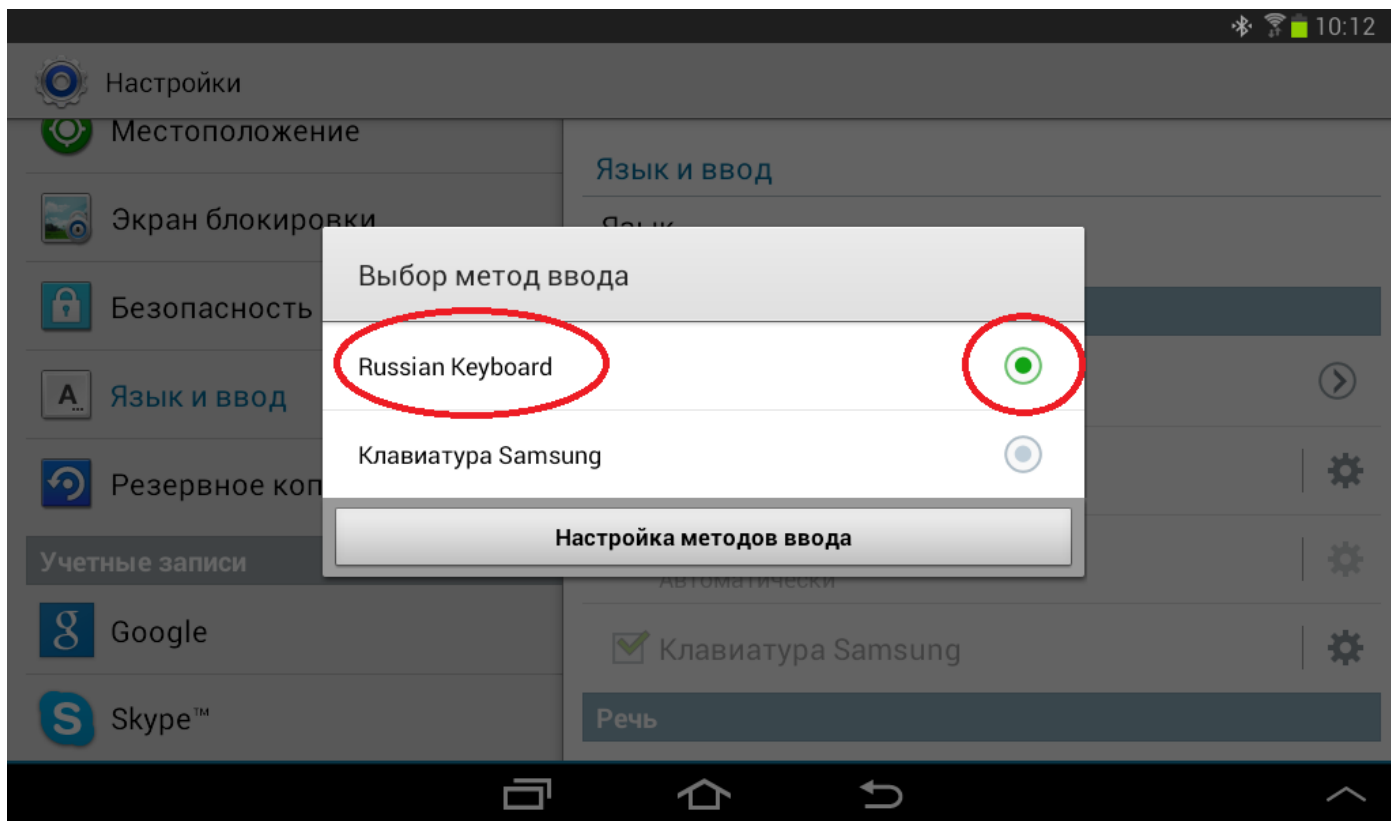 10:12
Настройки
Местоположение
Экран блокировки
Безопасность
Язык и ввод
Резервное коп
Учетные записи
Google
Skype™
Язык и ввод
Язык
Выбор метод ввода
Russian Keyboard
Клавиатура Samsung
Настройка методов ввода
Автоматически
Клавиатура Samsung
Речь